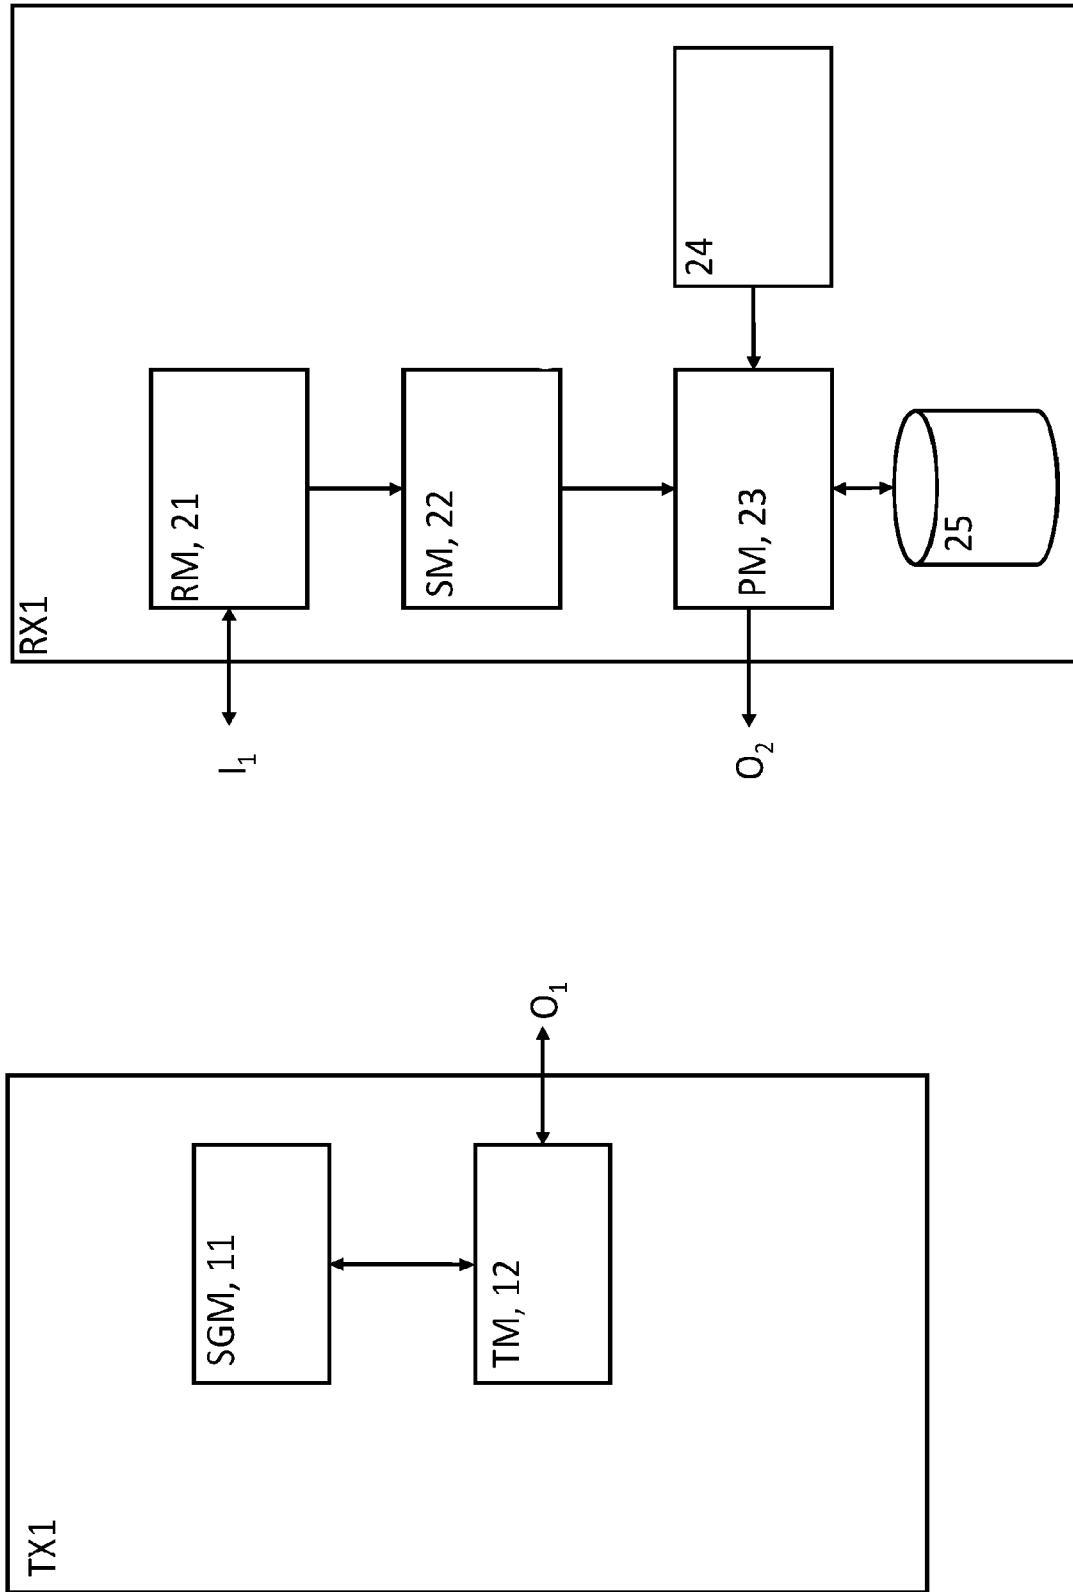 TX1
SGM, 11
TM, 12
O1
RX1
I1
RM, 21
SM, 22
O2
PM, 23
24
25